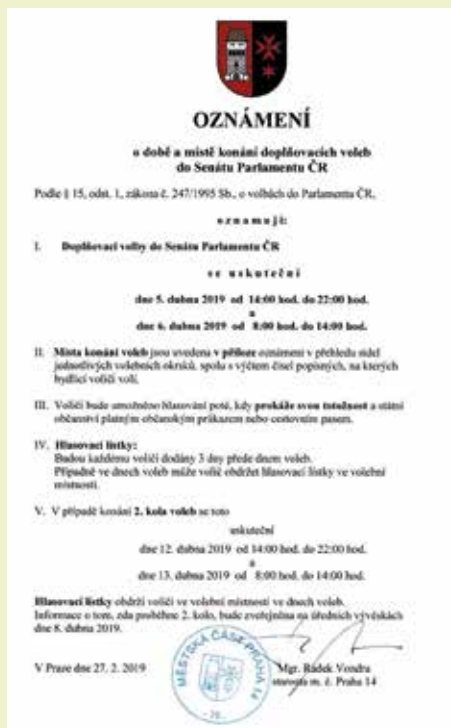 OZNÁMENÍ
o době a místě konání doplňovacích voleb
do Senátu Parlamentu ČR
Podle § 15, odst. 1, zákona č. 247/1995 Sb., o volbách do Parlamentu ČR,
oznamuji:
I. Doplňovací volby do Senátu Parlamentu ČR
se uskuteční
dne 5. dubna 2019 od 14:00 hod. do 22:00 hod.
a
dne 6. dubna 2019 od 8:00 hod. do 14:00 hod.
II. Místa konání voleb jsou uvedena v příloze oznámení v přehledu sídel
jednotlivých volebních okrsků, spolu s výčtem čísel popisných, na kterých
bydlící voliči volí.
III. Voliči bude umožněno hlasování poté, kdy prokáže svou totožnost a státní
občanství platným občanským průkazem nebo cestovním pasem.
IV. Hlasovací lístky:
Budou každému voliči dodány 3 dny přede dnem voleb.
Případně ve dnech voleb může volič obdržet hlasovací lístky ve volební
místnosti.
V. V případě konání 2. kola voleb se toto
uskuteční
dne 12. dubna 2019 od 14:00 hod. do 22:00 hod.
a
dne 13. dubna 2019 od 8:00 hod. do 14:00 hod.
Hlasovací lístky obdrží voliči ve volební místnosti ve dnech voleb.
Informace o tom, zda proběhne 2. kolo, bude zveřejněna na úředních vývěskách
dne 8. dubna 2019.
MĚSTSKÁ ČÁST PRAHA 14
V Praze dne 27. 2. 2019
Mgr. Radek Vondra
starosta m. č. Praha 14